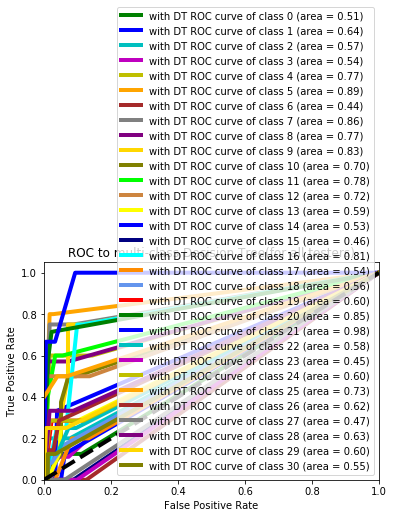 with DT ROC curve of class 0 (area = 0.51)
with DT ROC curve of class 1 (area = 0.64)
with DT ROC curve of class 2 (area = 0.57)
with DT ROC curve of class 3 (area = 0.54)
with DT ROC curve of class 4 (area = 0.77)
with DT ROC curve of class 5 (area = 0.89)
with DT ROC curve of class 6 (area = 0.44)
with DT ROC curve of class 7 (area = 0.86)
with DT ROC curve of class 8 (area = 0.77)
with DT ROC curve of class 9 (area = 0.83)
with DT ROC curve of class 10 (area = 0.70)
with DT ROC curve of class 11 (area = 0.78)
with DT ROC curve of class 12 (area = 0.72)
with DT ROC curve of class 13 (area = 0.59)
with DT ROC curve of class 14 (area = 0.53)
with DT ROC curve of class 15 (area = 0.46)
ROC to
with DT ROC curve of class 16 (area = 0.81)
with DT ROC curve of class 17 (area = 0.54)
with DT ROC curve of class 18 (area = 0.56)
with DT ROC curve of class 19 (area = 0.60)
with DT ROC curve of class 20 (area = 0.85)
with DT ROC curve of class 21 (area = 0.98)
with DT ROC curve of class 22 (area = 0.58)
with DT ROC curve of class 23 (area = 0.45)
with DT ROC curve of class 24 (area = 0.60)
with DT ROC curve of class 25 (area = 0.73)
with DT ROC curve of class 26 (area = 0.62)
with DT ROC curve of class 27 (area = 0.47)
with DT ROC curve of class 28 (area = 0.63)
with DT ROC curve of class 29 (area = 0.60)
with DT ROC curve of class 30 (area = 0.55)
True Positive Rate
1.0
0.8
0.6
0.4
0.2
0.0
0.0 0.2 0.4 0.6 0.8 1.0
False Positive Rate